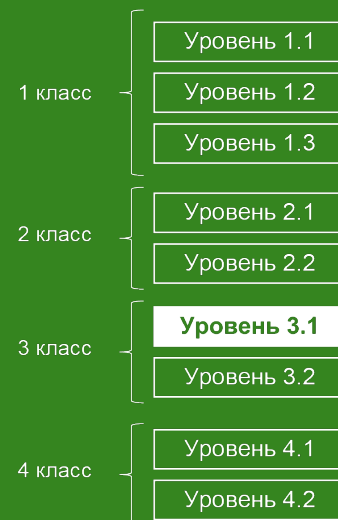 Уровень 1.1
1 класс
Уровень 1.2
Уровень 1.3
Уровень 2.1
2 класс
Уровень 2.2
Уровень 3.1
3 класс
Уровень 3.2
Уровень 4.1
4 класс
Уровень 4.2